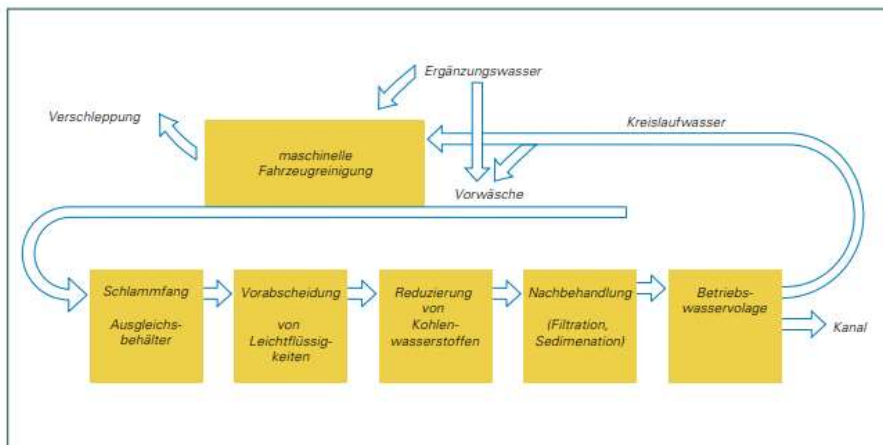 Ergänzungswasser
Verschleppung
Kreislaufwasser
maschinelle
Fahrzeugreinigung
Vorwäsche
Schlammfang
Ausgleichs-
behälter
Vorabscheidung
von
Leichtflüssig-
keiten
Reduzierung
von
Kohlen-
wasserstoffen
Nachbehandlung
(Filtration,
Sedimenation)
Betriebs-
wasservolage
Kanal